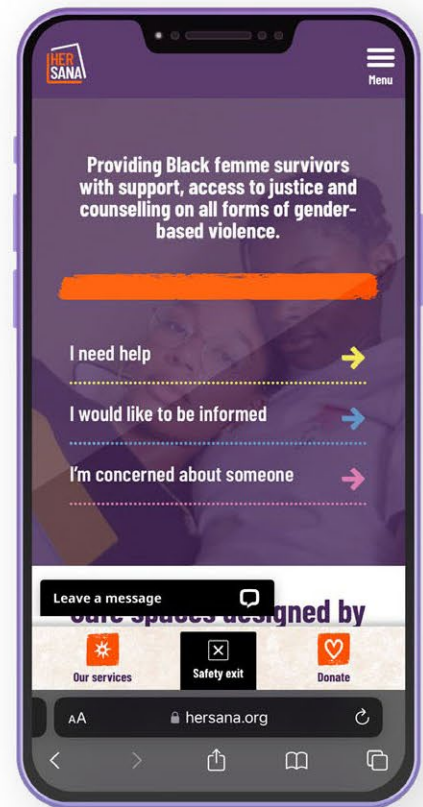 HER
SANA
Menu
Providing Black femme survivors
with support, access to justice and
counselling on all forms of gender-
based violence.
I need help
I would like to be informed
I'm concerned about someone
Leave a message
designed by
Our services
Safety exit
Donate
AA
hersana.org